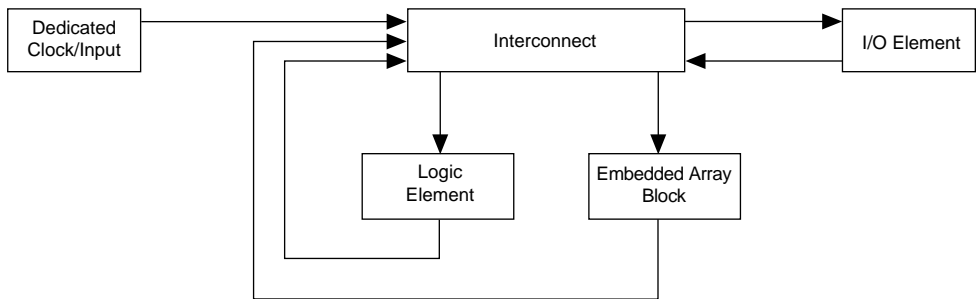 Dedicated
Clock/Input
Interconnect
I/O Element
Logic
Element
Embedded Array
Block